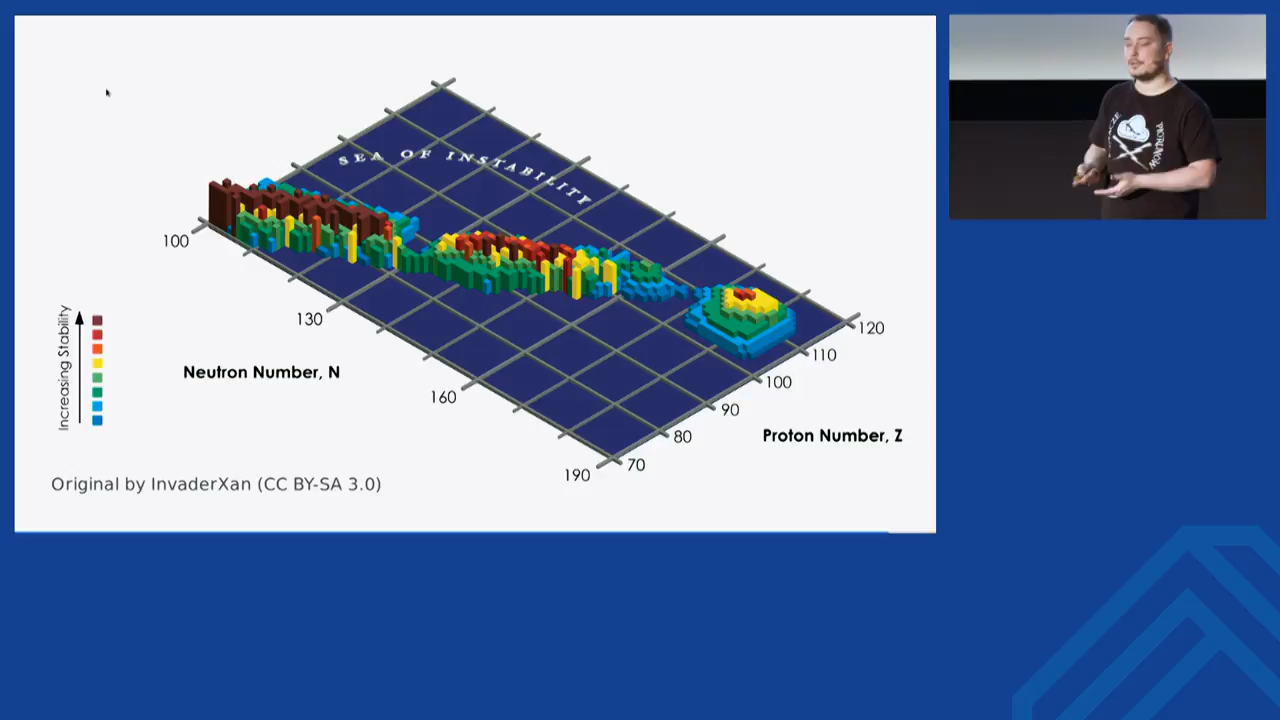 SEA OF INSTABILITY
100
130
160
190
Neutron Number, N
120
110
100
90
80
70
Proton Number, Z
Increasing Stability
Original by InvaderXan (CC BY-SA 3.0)